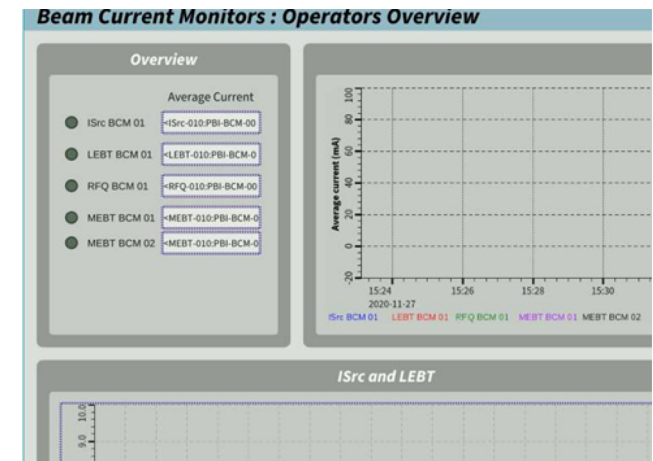 Beam Current Monitors : Operators Overview
Overview
Average Current
ISrc BCM 01 <ISrc-010:PBI-BCM-00
LEBT BCM 01 <LEBT-010:PBI-BCM-0
RFQ BCM 01 <RFQ-010:PBI-BCM-00
MEBT BCM 01 <MEBT-010:PBI-BCM-0
MEBT BCM 02 <MEBT-010:PBI-BCM-0
Average current (mA)
100
80
60
40
20
0
-20
15:24 15:26 15:28 15:30
2020-11-27
ISrc BCM 01 LEBT BCM 01 RFQ BCM 01 MEBT BCM 01 MEBT BCM 02
ISrc and LEBT
10.0
9.0